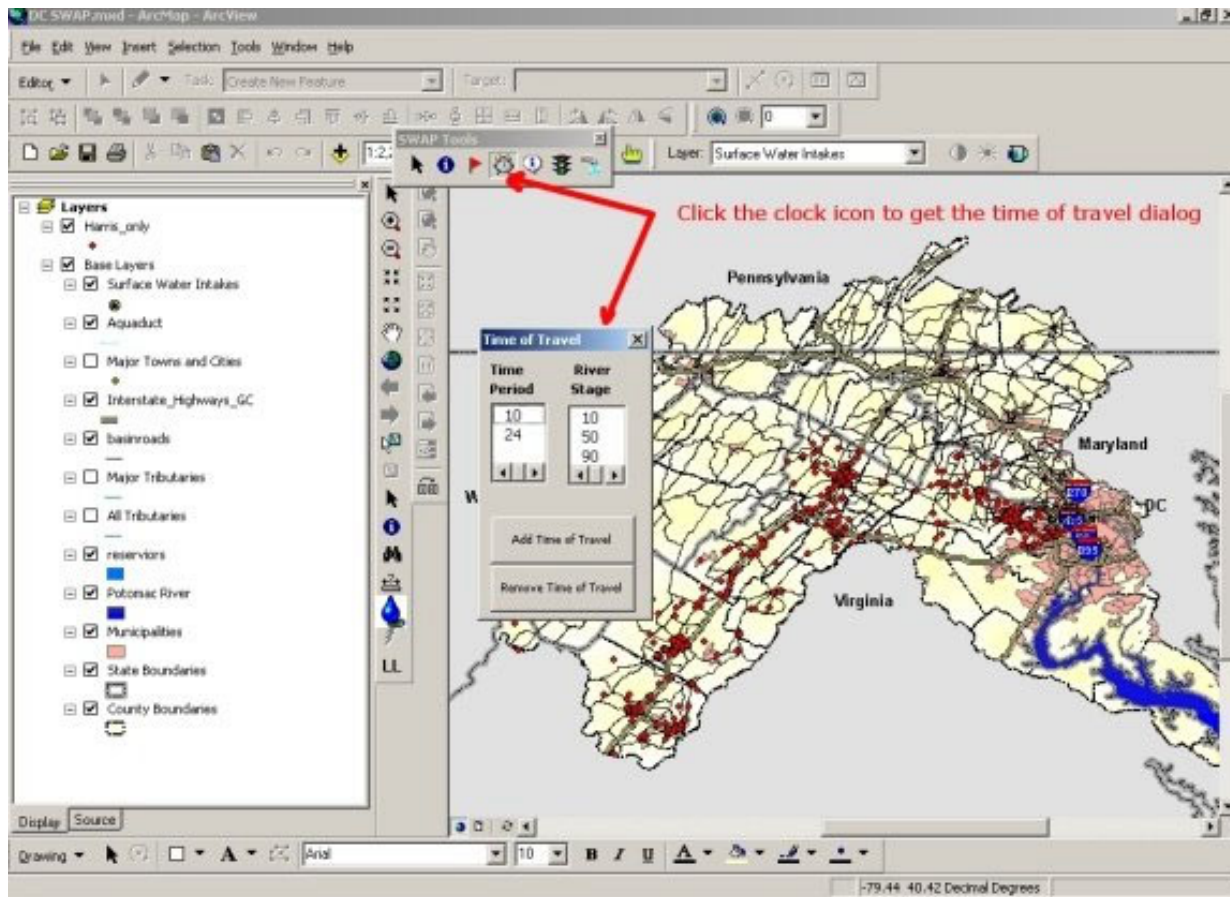 DC SWAP.mxd - ArcMap - ArcView
File Edit View Insert Selection Tools Window Help
Editor Task: Create New Feature Target:
0
SWAP Tools
Layer: Surface Water Intakes
Layers
Harris_only
Base Layers
Surface Water Intakes
Aquaduct
Major Towns and Cities
Interstate_Highways_GC
basinroads
Major Tributaries
All Tributaries
reserviors
Potomac River
Municipalities
State Boundaries
County Boundaries
Display Source
LL
Click the clock icon to get the time of travel dialog
Pennsylvania
Maryland
DC
Virginia
270
Time of Travel
Time Period
River Stage
10
24
10
50
90
Add Time of Travel
Remove Time of Travel
Drawing A Arial 10 B I U A
-79.44 40.42 Decimal Degrees